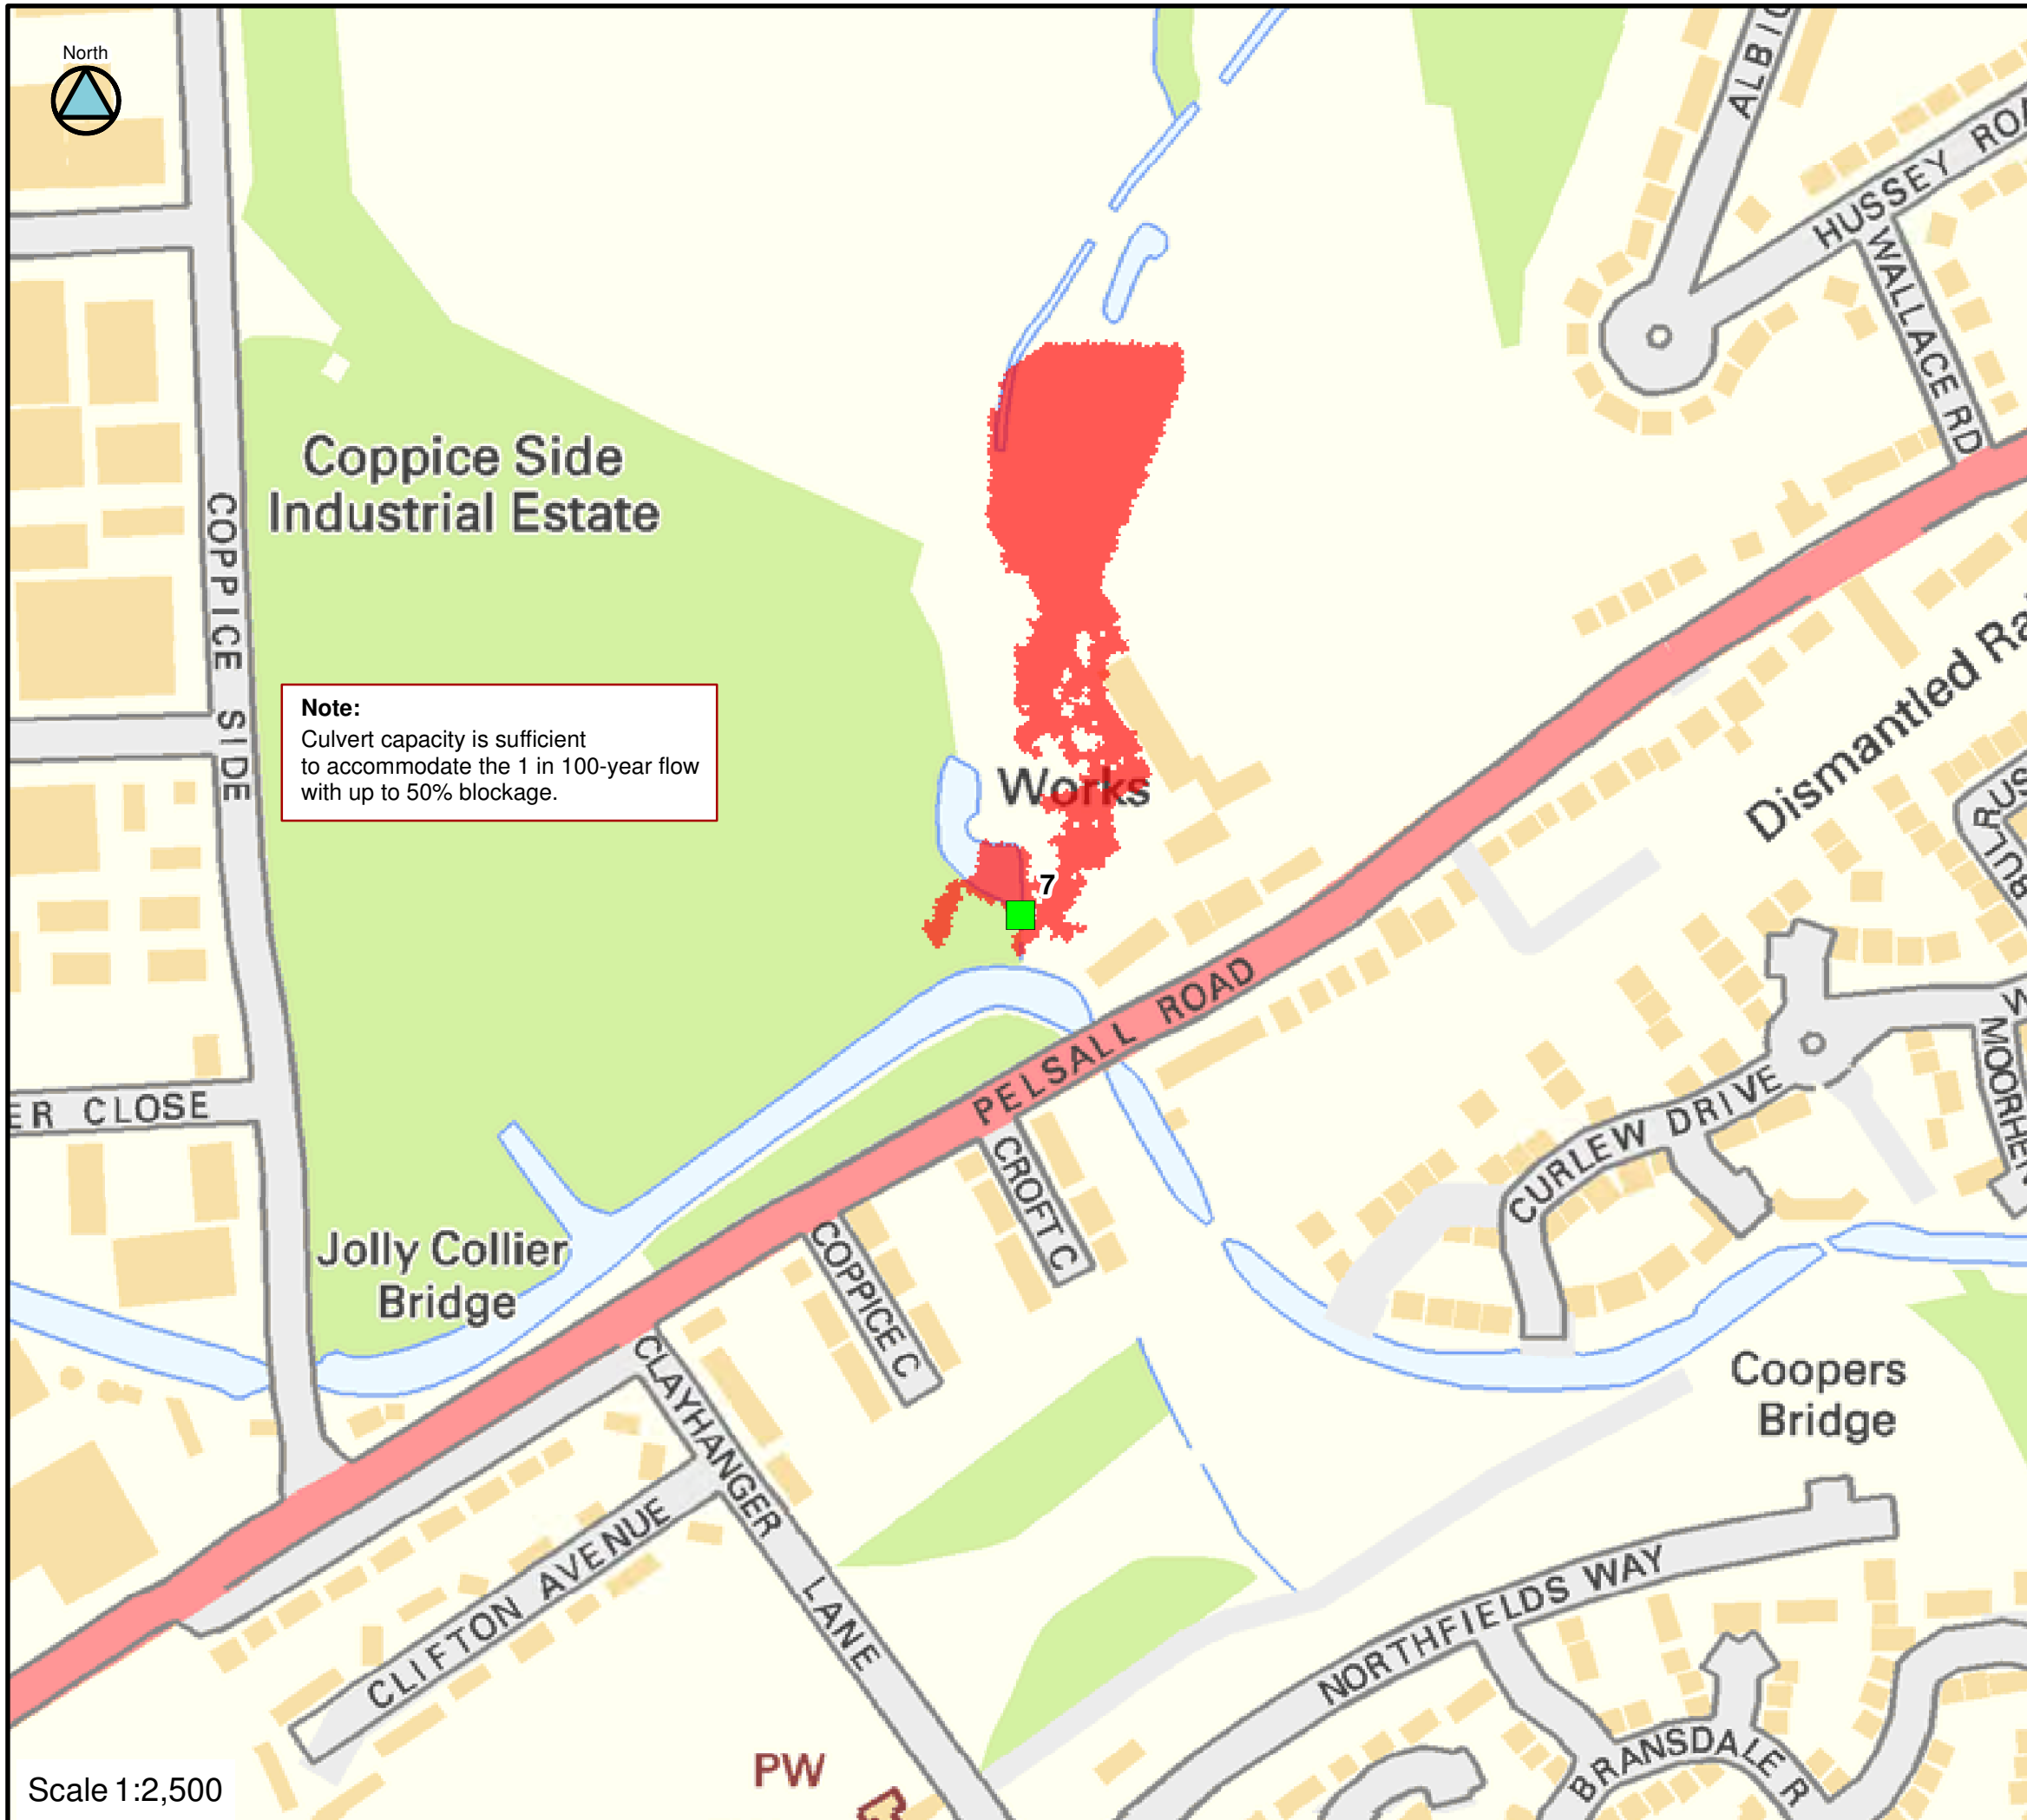 North
ALBIO
HUSSEY ROA
WALLACE RD
Coppice Side
Industrial Estate
COPPICE SIDE
Note:
Culvert capacity is sufficient
to accommodate the 1 in 100-year flow
with up to 50% blockage.
Works
7
Dismantled Ra
PELSALL ROAD
ER CLOSE
CROFT C
COPPICE C
CURLEW DRIVE
MOORHE
Jolly Collier
Bridge
CLAYHANGER LANE
Coopers
Bridge
CLIFTON AVENUE
NORTHFIELDS WAY
BRANSDALE R
PW
Scale 1:2,500